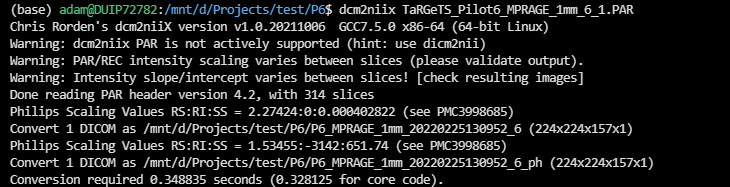 (base) adam@DUIP72782:/mnt/d/Projects/test/P6$ dcm2niix TaRGeTS_Pilot6_MPRAGE_1mm_6_1.PAR
Chris Rorden's dcm2niiX version v1.0.20211006  GCC7.5.0 x86-64 (64-bit Linux)
Warning: dcm2niix PAR is not actively supported (hint: use dicm2nii)
Warning: PAR/REC intensity scaling varies between slices (please validate output).
Warning: Intensity slope/intercept varies between slices! [check resulting images]
Done reading PAR header version 4.2, with 314 slices
Philips Scaling Values RS:RI:SS = 2.27424:0:0.000402822 (see PMC3998685)
Convert 1 DICOM as /mnt/d/Projects/test/P6/P6_MPRAGE_1mm_20220225130952_6 (224x224x157x1)
Philips Scaling Values RS:RI:SS = 1.53455:-3142:651.74 (see PMC3998685)
Convert 1 DICOM as /mnt/d/Projects/test/P6/P6_MPRAGE_1mm_20220225130952_6_ph (224x224x157x1)
Conversion required 0.348835 seconds (0.328125 for core code).